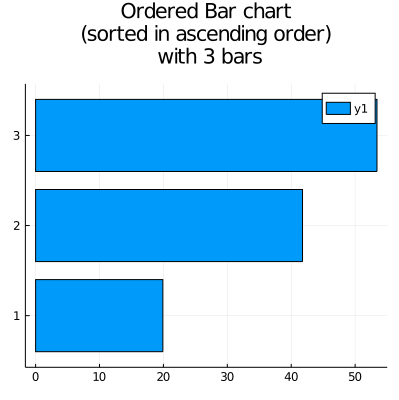 Ordered Bar chart
(sorted in ascending order)
with 3 bars
y1
3
2
1
0 10 20 30 40 50